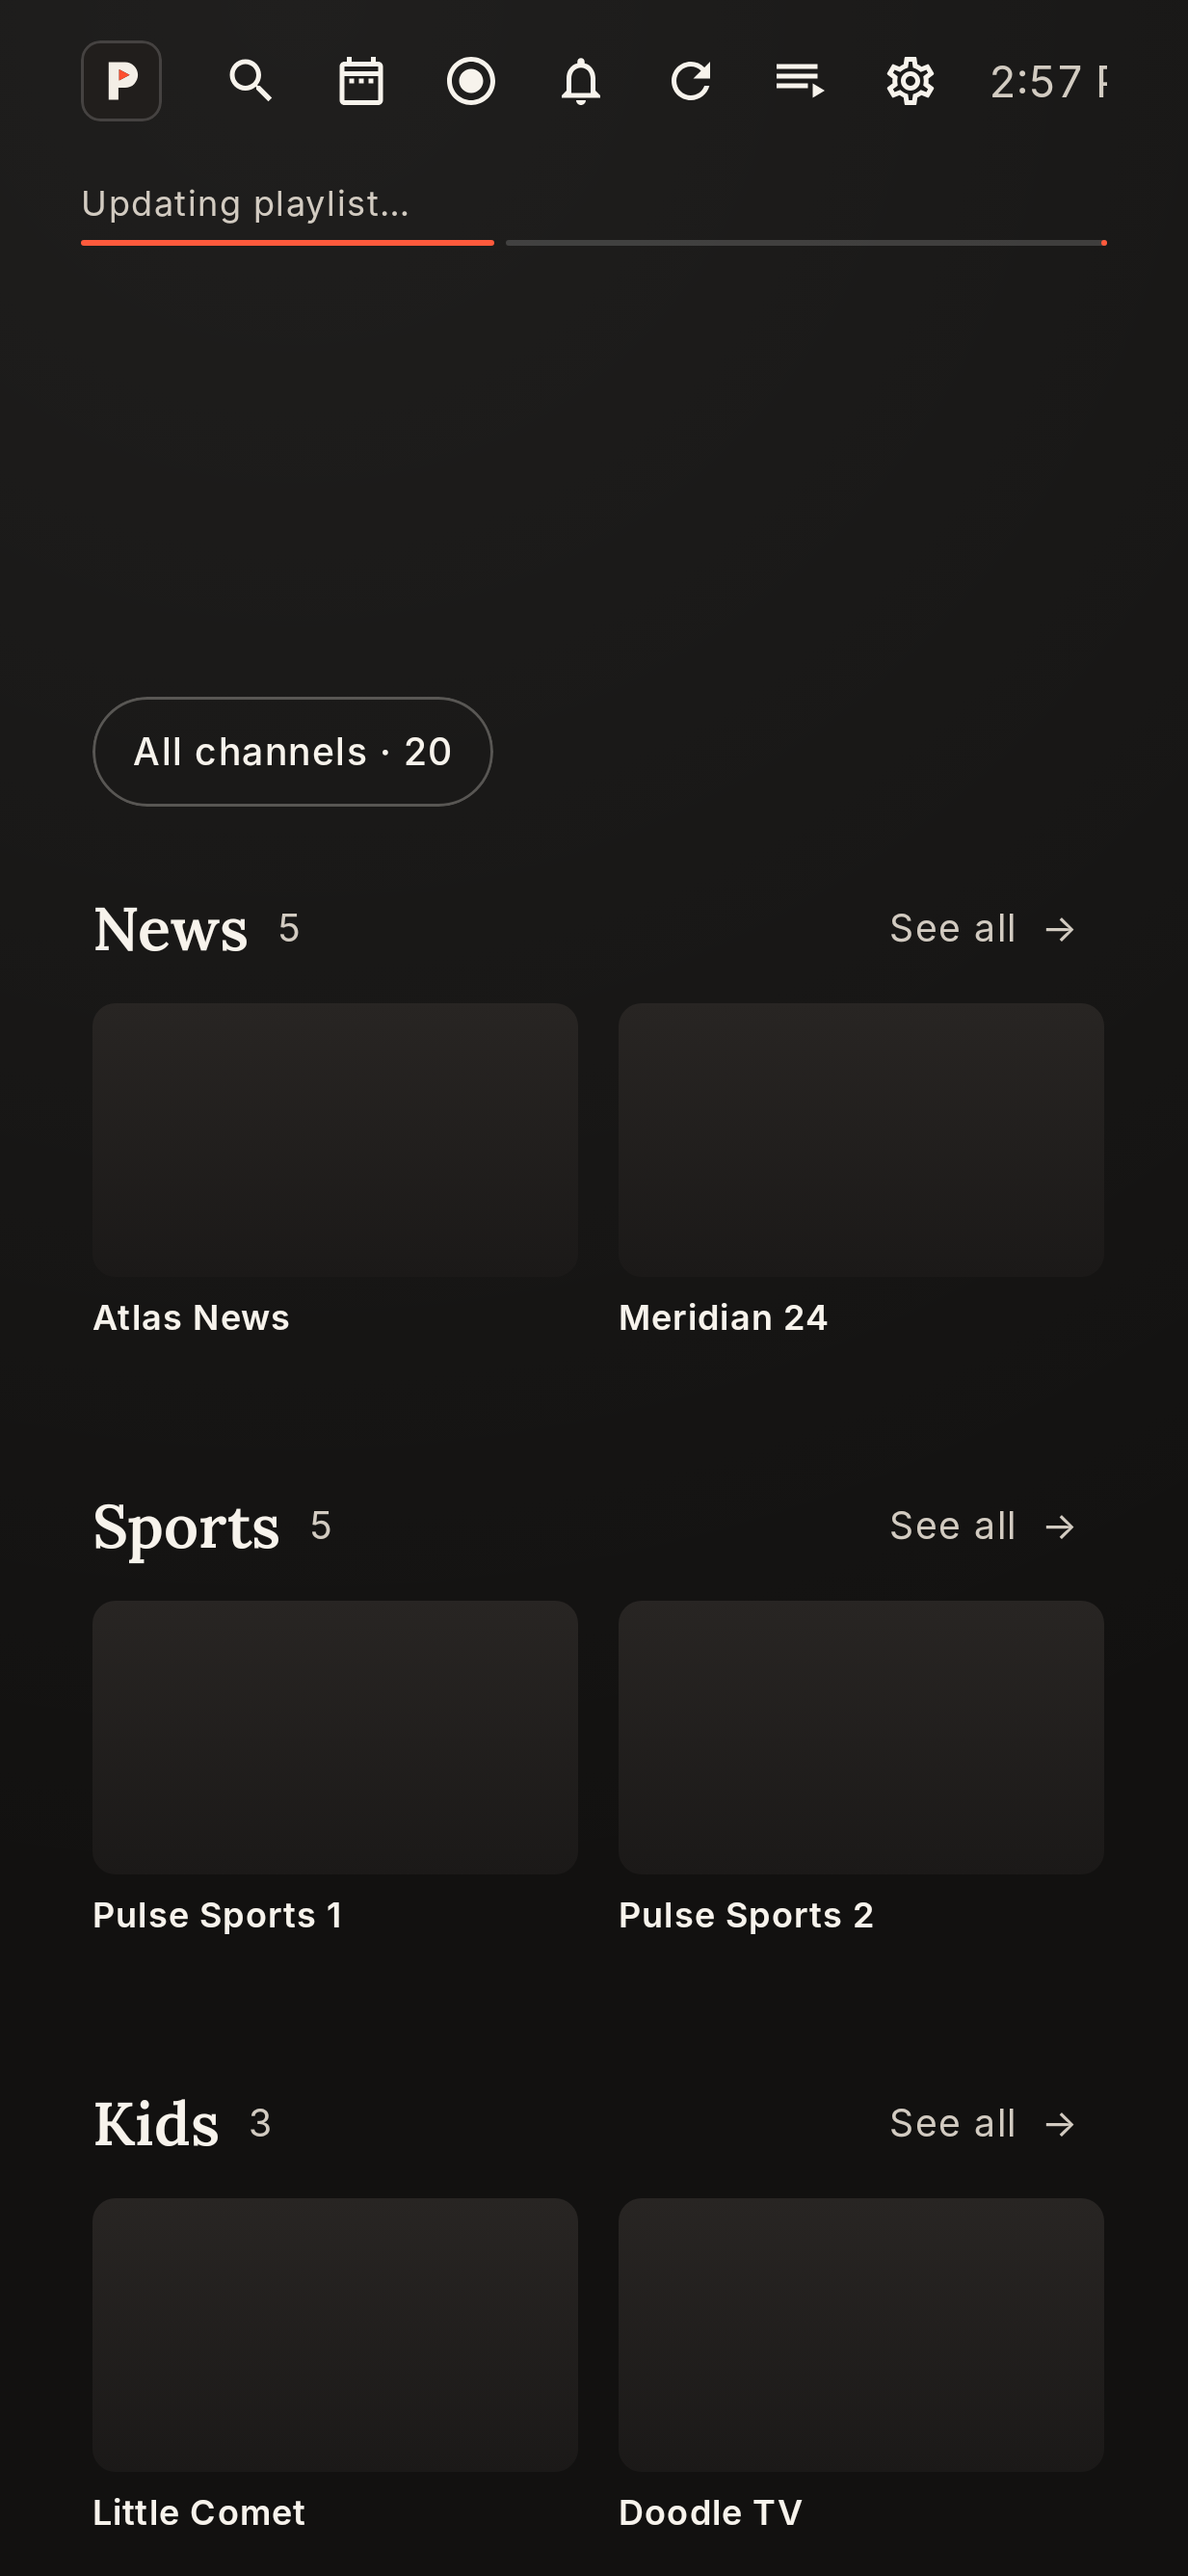 P
2:57 P
Updating playlist...
All channels · 20
News 5 See all →
Atlas News Meridian 24
Sports 5 See all →
Pulse Sports 1 Pulse Sports 2
Kids 3 See all →
Little Comet Doodle TV